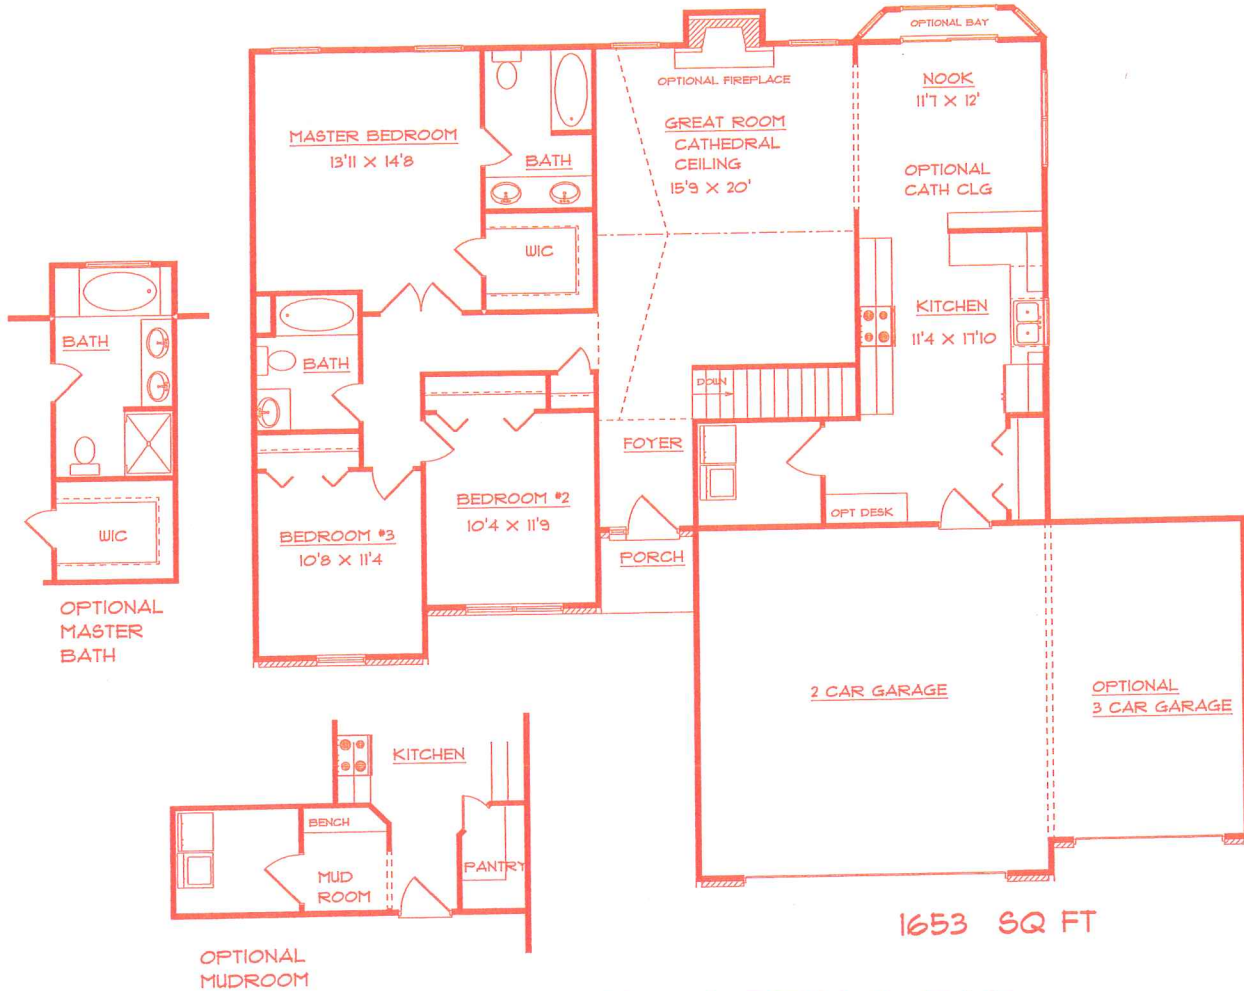 OPTIONAL BAY
NOOK
11'7 X 12'
OPTIONAL FIREPLACE
GREAT ROOM
CATHEDRAL
CEILING
15'9 X 20'
OPTIONAL
CATH CLG
MASTER BEDROOM
13'11 X 14'8
BATH
WIC
KITCHEN
11'4 X 17'10
BATH
DOWN
FOYER
BEDROOM #2
10'4 X 11'9
BEDROOM #3
10'8 X 11'4
OPT DESK
PORCH
BATH
WIC
OPTIONAL
MASTER
BATH
2 CAR GARAGE
OPTIONAL
3 CAR GARAGE
KITCHEN
BENCH
MUD
ROOM
PANTRY
OPTIONAL
MUDROOM
1653 SQ FT